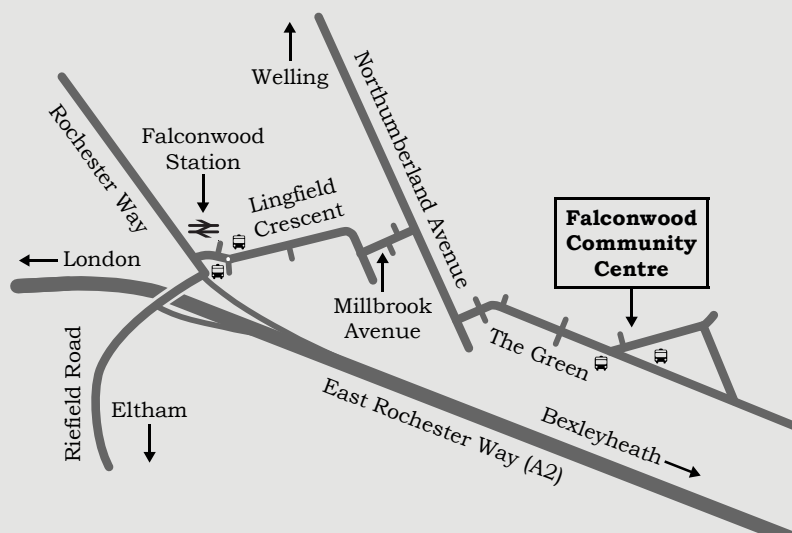 Welling
Northumberland Avenue
Rochester Way
Falconwood
Station
Lingfield
Crescent
Falconwood
Community
Centre
London
Millbrook
Avenue
The Green
Riefield Road
Eltham
East Rochester Way (A2)
Bexleyheath